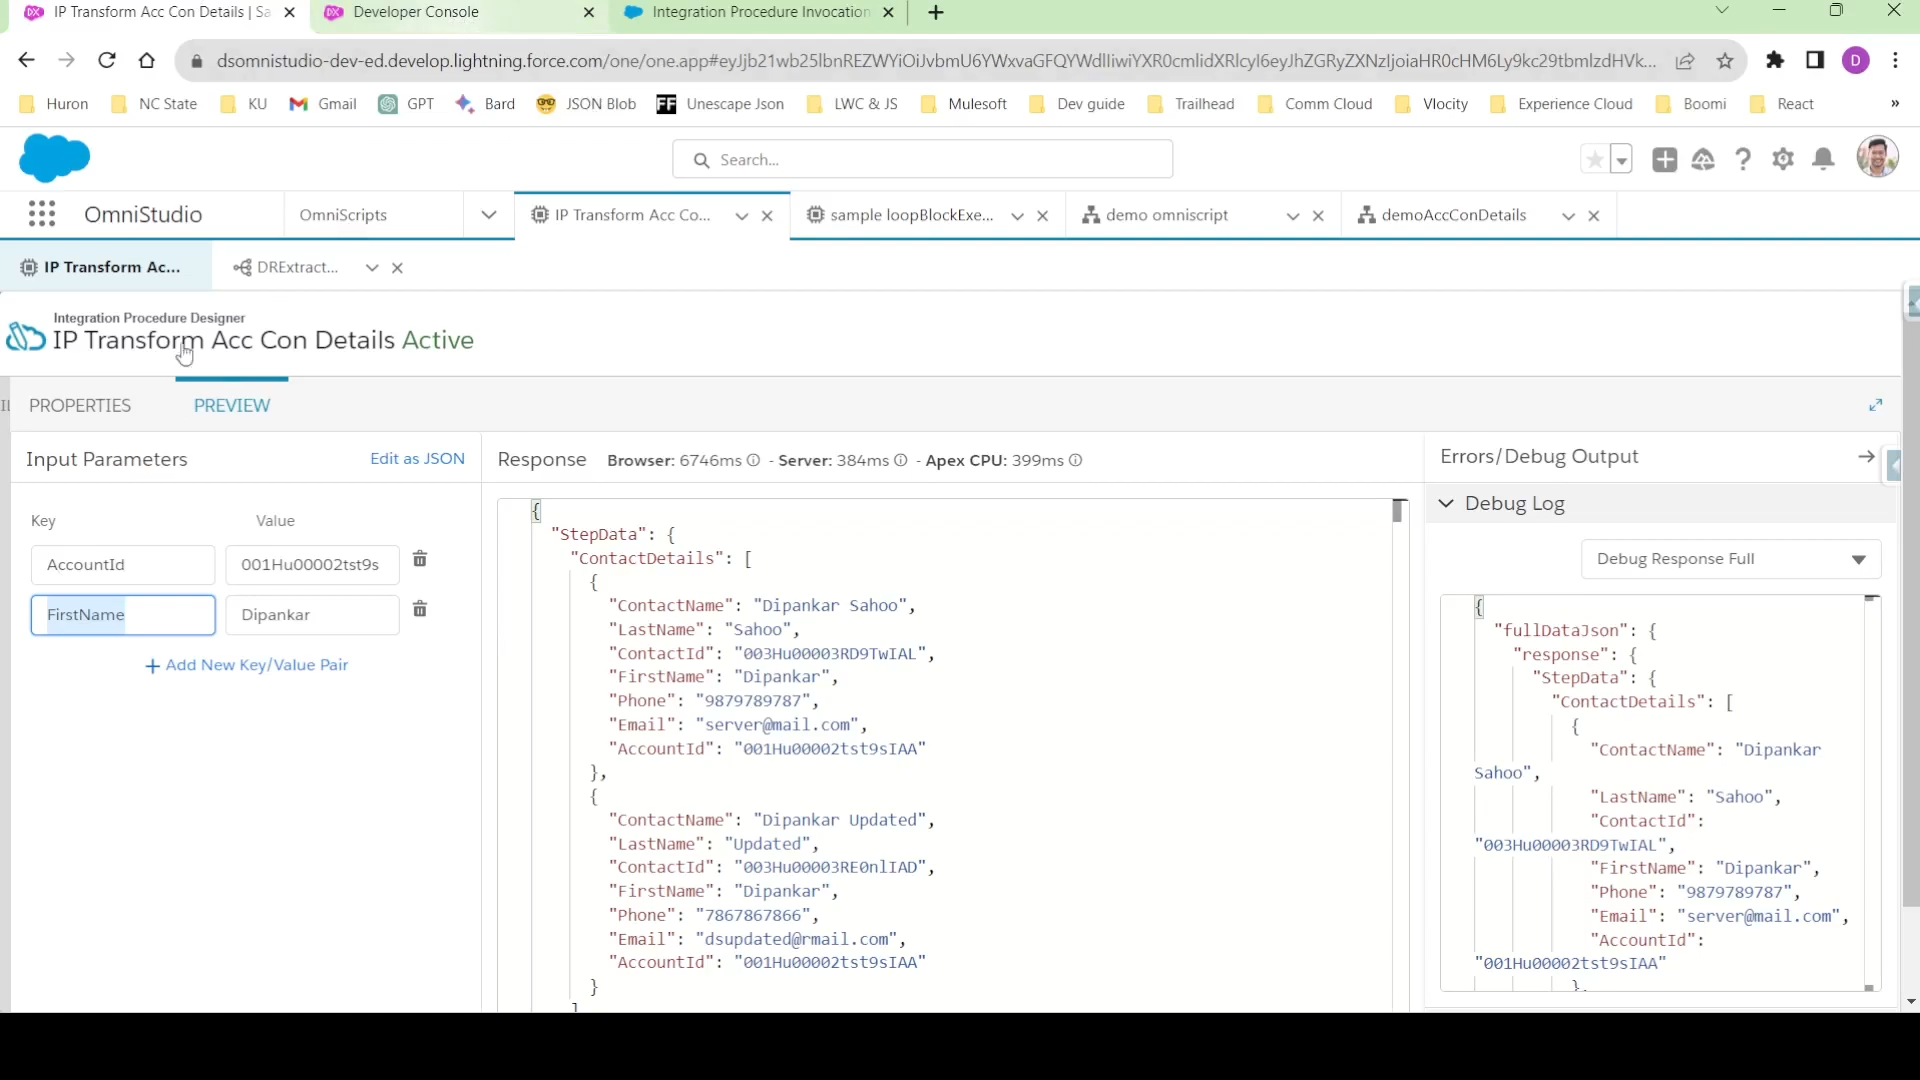 IP Transform Acc Con Details | Sa
Developer Console
Integration Procedure Invocation
dsomnistudio-dev-ed.develop.lightning.force.com/one/one.app#eyJjb21wb25lbnREZWYiOiJvbmU6YWxvaGFQYWdlIiwiYXR0cmlidXRlcyI6eyJhZGRyZXNzIjoiaHR0cHM6Ly9kc29tbmlzdHVk...
Huron NC State KU Gmail GPT Bard JSON Blob FF Unescape Json LWC & JS Mulesoft Dev guide Trailhead Comm Cloud Vlocity Experience Cloud Boomi React »
D
Search...
OmniStudio OmniScripts IP Transform Acc Co... sample loopBlockExe... demo omniscript demoAccConDetails
IP Transform Ac... DRExtract...
Integration Procedure Designer
IP Transform Acc Con Details Active
PROPERTIES PREVIEW
Input Parameters Edit as JSON
Key Value
AccountId 001Hu00002tst9s
FirstName Dipankar
+ Add New Key/Value Pair
Response Browser: 6746ms - Server: 384ms - Apex CPU: 399ms
{
"StepData": {
"ContactDetails": [
{
"ContactName": "Dipankar Sahoo",
"LastName": "Sahoo",
"ContactId": "003Hu00003RD9TwIAL",
"FirstName": "Dipankar",
"Phone": "9879789787",
"Email": "server@mail.com",
"AccountId": "001Hu00002tst9sIAA"
},
{
"ContactName": "Dipankar Updated",
"LastName": "Updated",
"ContactId": "003Hu00003RE0nlIAD",
"FirstName": "Dipankar",
"Phone": "7867867866",
"Email": "dsupdated@rmail.com",
"AccountId": "001Hu00002tst9sIAA"
}
]
Errors/Debug Output
Debug Log
Debug Response Full
{
"fullDataJson": {
"response": {
"StepData": {
"ContactDetails": [
{
"ContactName": "Dipankar
Sahoo",
"LastName": "Sahoo",
"ContactId":
"003Hu00003RD9TwIAL",
"FirstName": "Dipankar",
"Phone": "9879789787",
"Email": "server@mail.com",
"AccountId":
"001Hu00002tst9sIAA"
},